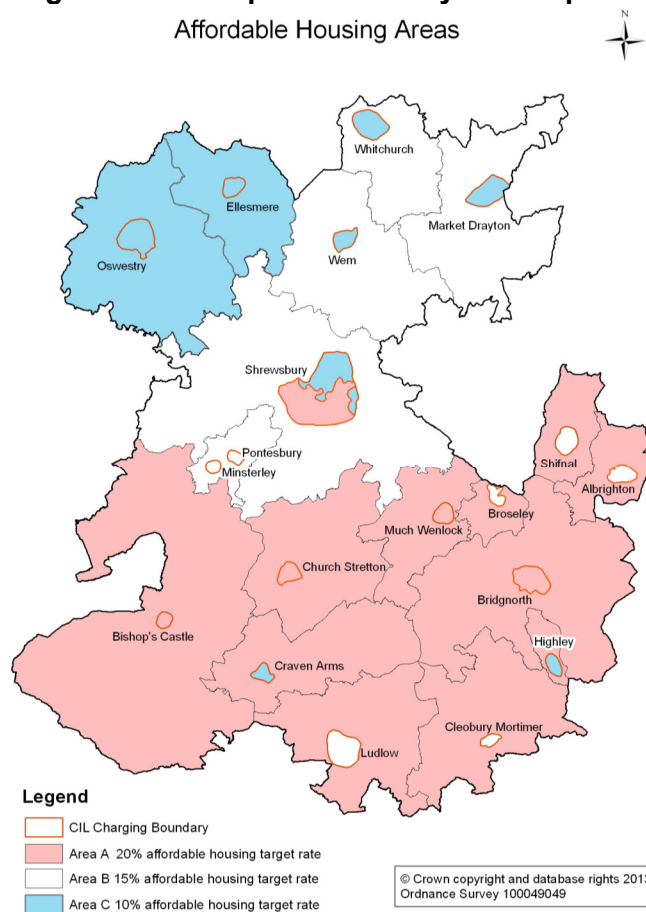 Affordable Housing Areas
N
Whitchurch
Ellesmere
Market Drayton
Oswestry
Wem
Shrewsbury
Pontesbury
Minsterley
Shifnal
Albrighton
Broseley
Much Wenlock
Church Stretton
Bridgnorth
Bishop's Castle
Highley
Craven Arms
Cleobury Mortimer
Ludlow
Legend
CIL Charging Boundary
Area A 20% affordable housing target rate
Area B 15% affordable housing target rate
Area C 10% affordable housing target rate
© Crown copyright and database rights 2013
Ordnance Survey 100049049